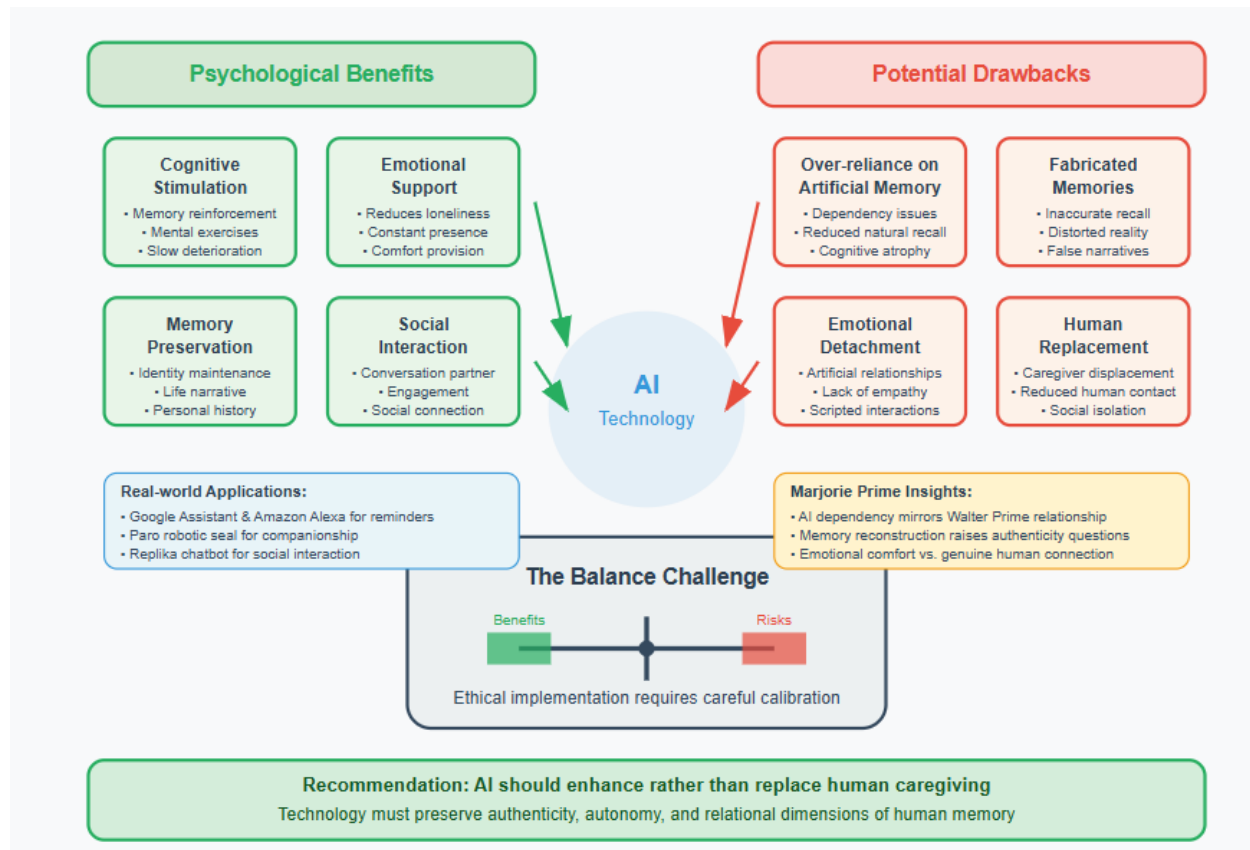 Psychological Benefits
Potential Drawbacks
Cognitive
Stimulation
• Memory reinforcement
• Mental exercises
• Slow deterioration
Emotional
Support
• Reduces loneliness
• Constant presence
• Comfort provision
Over-reliance on
Artificial Memory
• Dependency issues
• Reduced natural recall
• Cognitive atrophy
Fabricated
Memories
• Inaccurate recall
• Distorted reality
• False narratives
Memory
Preservation
• Identity maintenance
• Life narrative
• Personal history
Social
Interaction
• Conversation partner
• Engagement
• Social connection
AI
Technology
Emotional
Detachment
• Artificial relationships
• Lack of empathy
• Scripted interactions
Human
Replacement
• Caregiver displacement
• Reduced human contact
• Social isolation
Real-world Applications:
• Google Assistant & Amazon Alexa for reminders
• Paro robotic seal for companionship
• Replika chatbot for social interaction
Marjorie Prime Insights:
• AI dependency mirrors Walter Prime relationship
• Memory reconstruction raises authenticity questions
• Emotional comfort vs. genuine human connection
The Balance Challenge
Benefits
Risks
Ethical implementation requires careful calibration
Recommendation: AI should enhance rather than replace human caregiving
Technology must preserve authenticity, autonomy, and relational dimensions of human memory